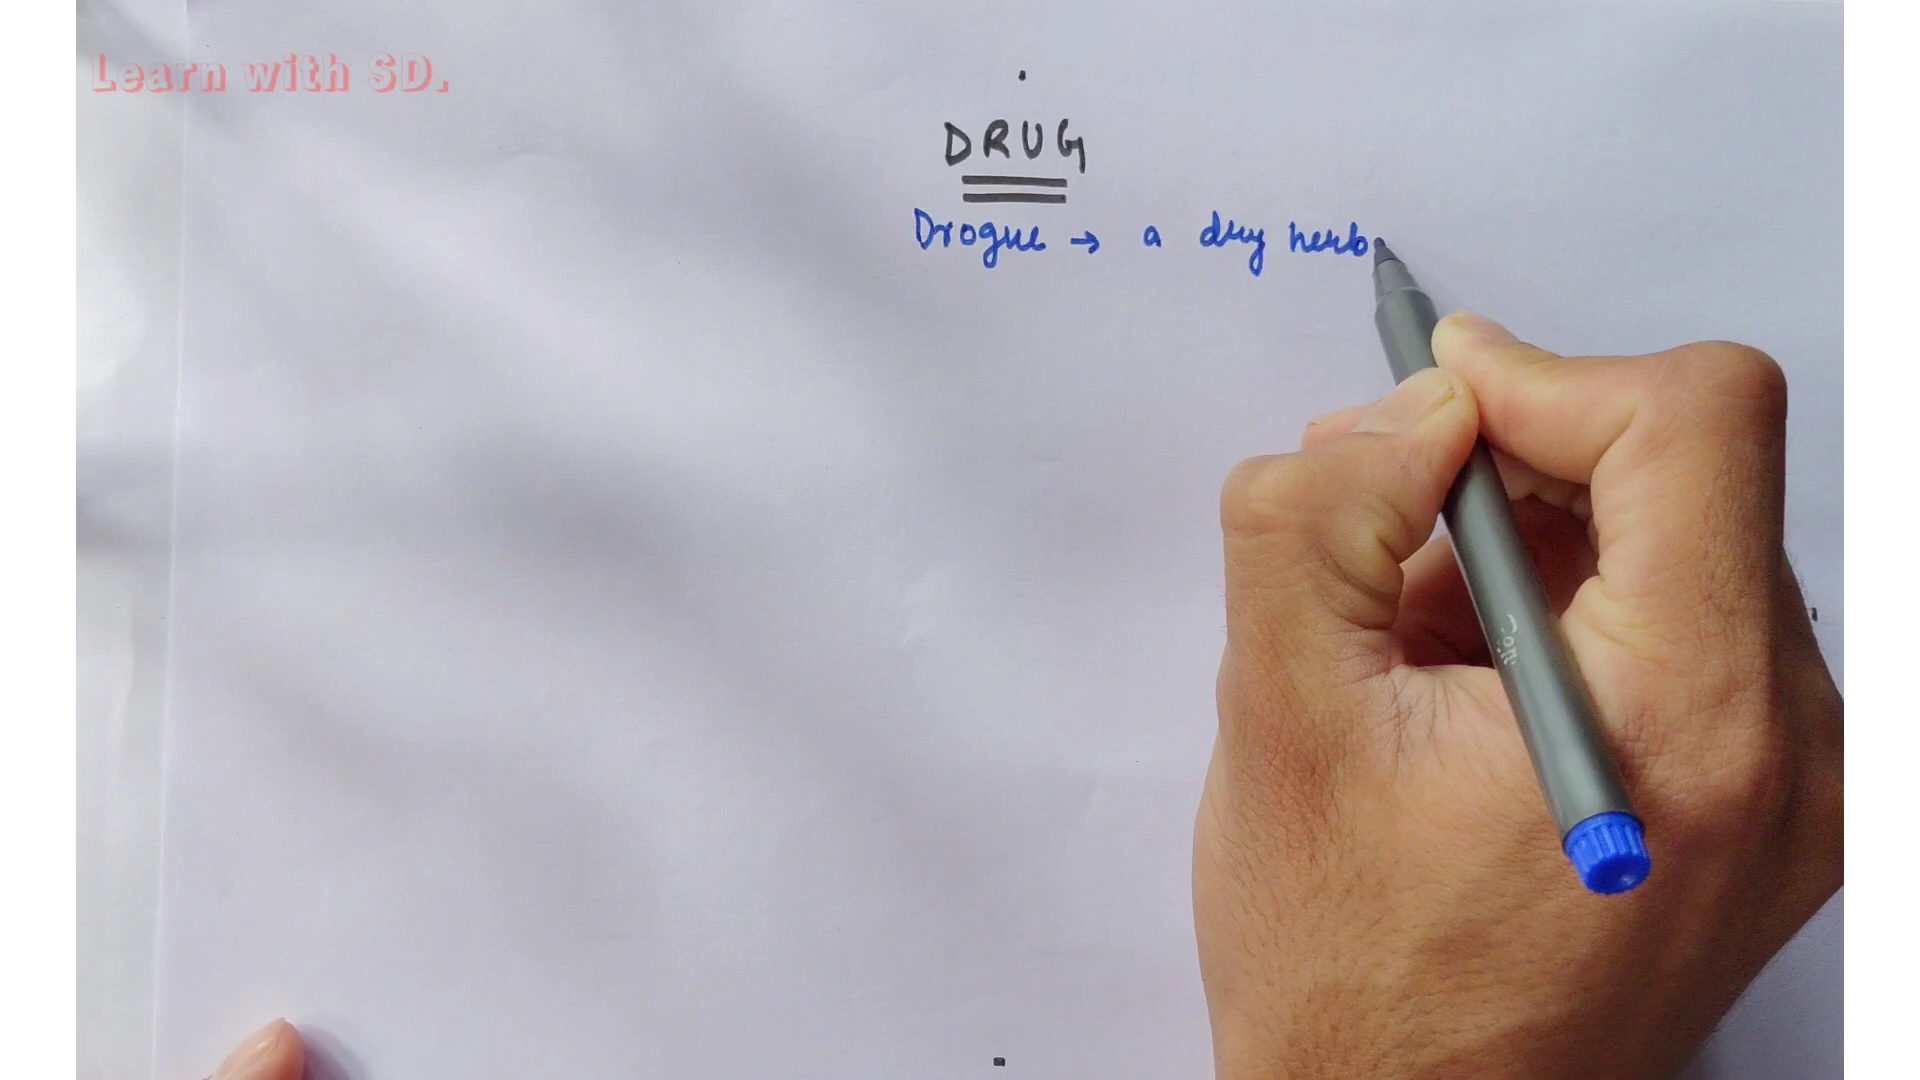 Learn with SD.
DRUG
Drogue → a dry herb